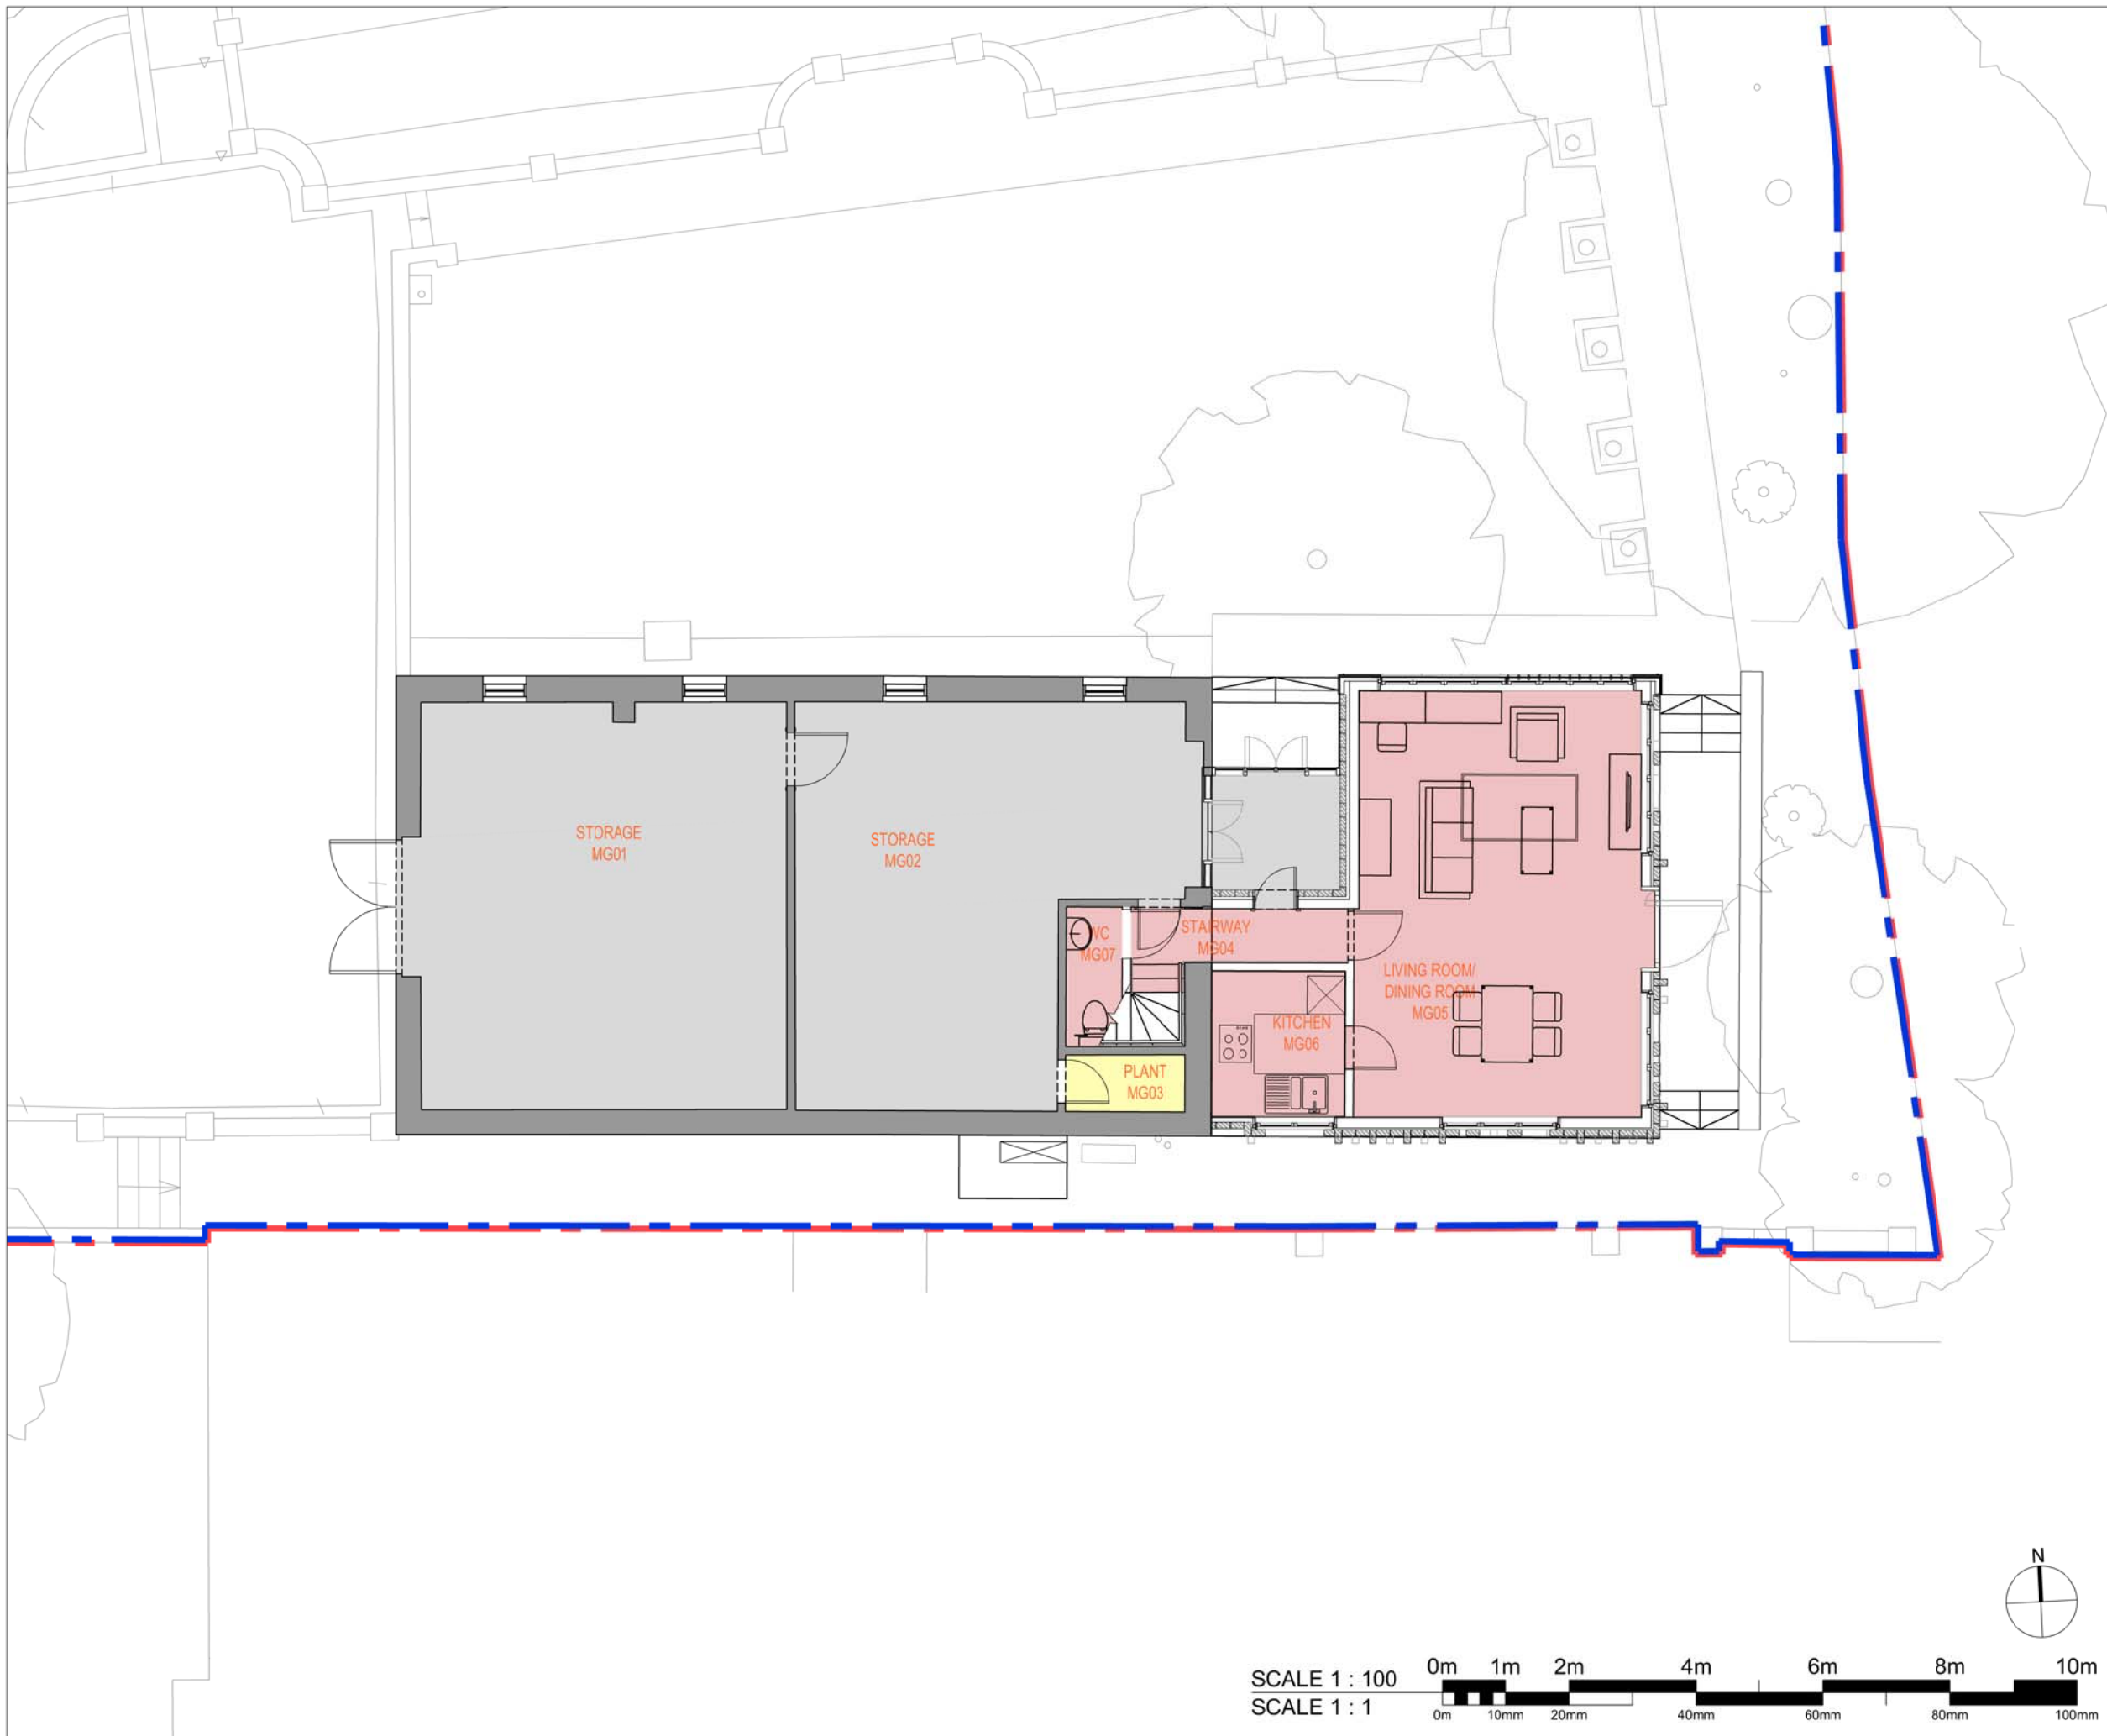 STORAGE
MG01
STORAGE
MG02
WC
MG07
STAIRWAY
MG04
LIVING ROOM/
DINING ROOM
MG05
KITCHEN
MG06
PLANT
MG03
N
SCALE 1 : 100
0m 1m 2m 4m 6m 8m 10m
SCALE 1 : 1
0m 10mm 20mm 40mm 60mm 80mm 100mm